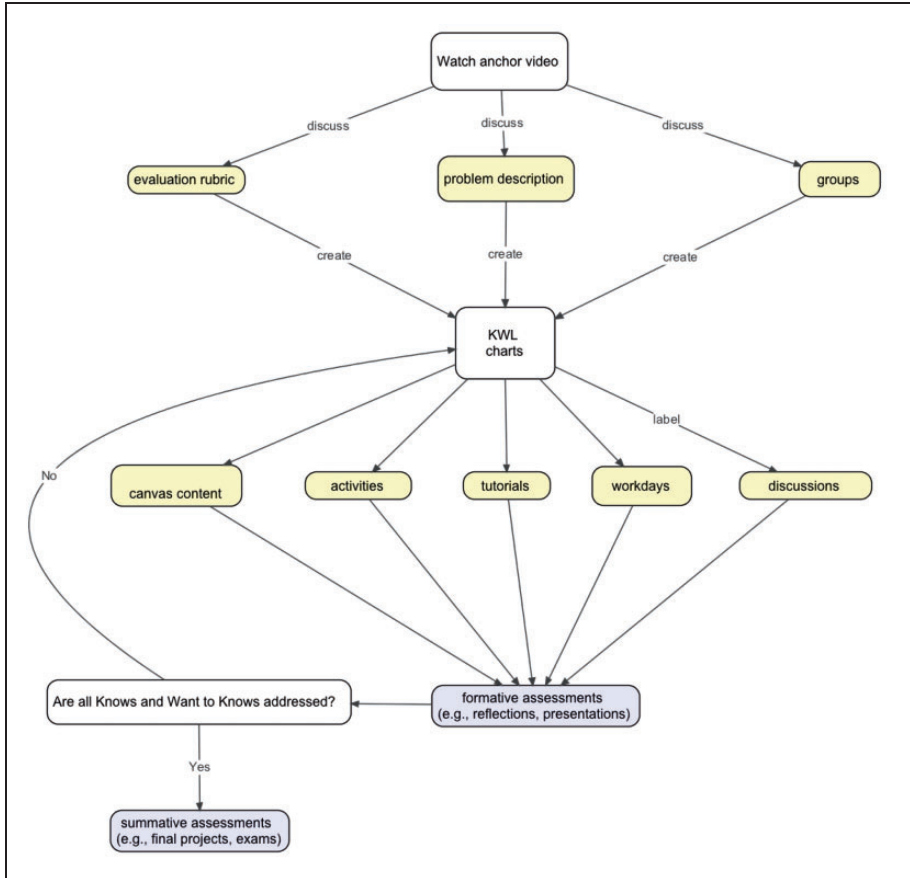 Watch anchor video
discuss
discuss
discuss
evaluation rubric
problem description
groups
create
create
create
KWL
charts
label
No
canvas content
activities
tutorials
workdays
discussions
Are all Knows and Want to Knows addressed?
formative assessments
(e.g., reflections, presentations)
Yes
summative assessments
(e.g., final projects, exams)